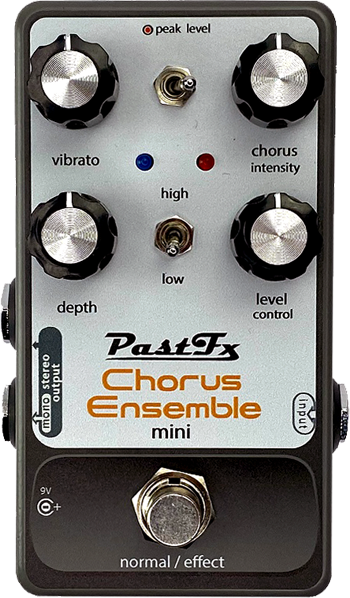 peak level
vibrato
chorus
intensity
high
low
depth
level
control
mono stereo
output
PastFx
Chorus
Ensemble
mini
input
9V
+
normal / effect